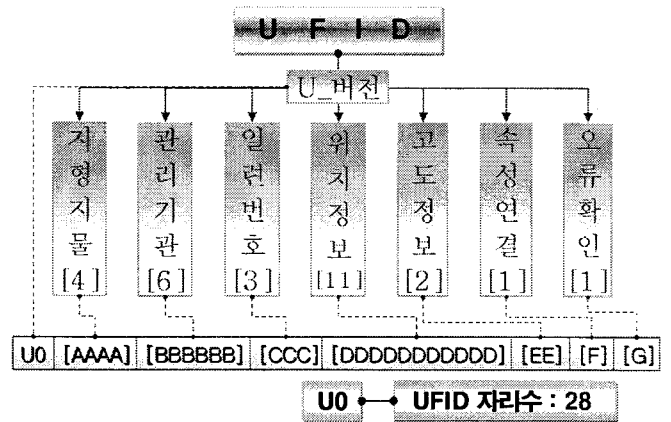 U F I D
U_버전
지형지물 [4]
관리기관 [6]
일련번호 [3]
위치정보 [11]
고도정보 [2]
속성연결 [1]
오류확인 [1]
U0 [AAAA] [BBBBBB] [CCC] [DDDDDDDDDDD] [EE] [F] [G]
U0 UFID 자리수 : 28